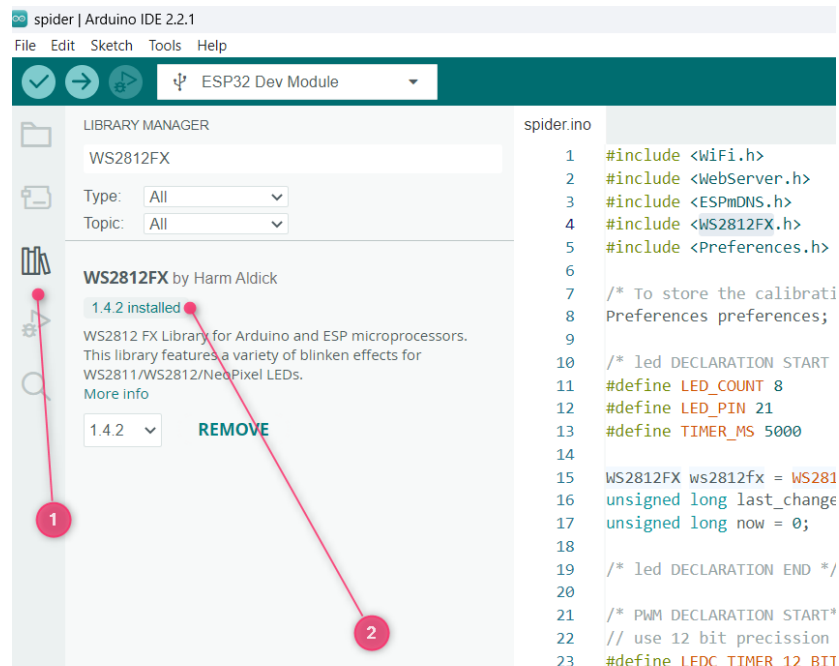 spider | Arduino IDE 2.2.1
File Edit Sketch Tools Help
ESP32 Dev Module
LIBRARY MANAGER
WS2812FX
Type: All
Topic: All
WS2812FX by Harm Aldick
1.4.2 installed
WS2812 FX Library for Arduino and ESP microprocessors.
This library features a variety of blinken effects for
WS2811/WS2812/NeoPixel LEDs.
More info
1.4.2 REMOVE
1
2
spider.ino
1 #include <WiFi.h>
2 #include <WebServer.h>
3 #include <ESPmDNS.h>
4 #include <WS2812FX.h>
5 #include <Preferences.h>
6
7 /* To store the calibrati
8 Preferences preferences;
9
10 /* led DECLARATION START
11 #define LED_COUNT 8
12 #define LED_PIN 21
13 #define TIMER_MS 5000
14
15 WS2812FX ws2812fx = WS281
16 unsigned long last_change
17 unsigned long now = 0;
18
19 /* led DECLARATION END */
20
21 /* PWM DECLARATION START*
22 // use 12 bit precission
23 #define LEDC_TIMER_12_BIT